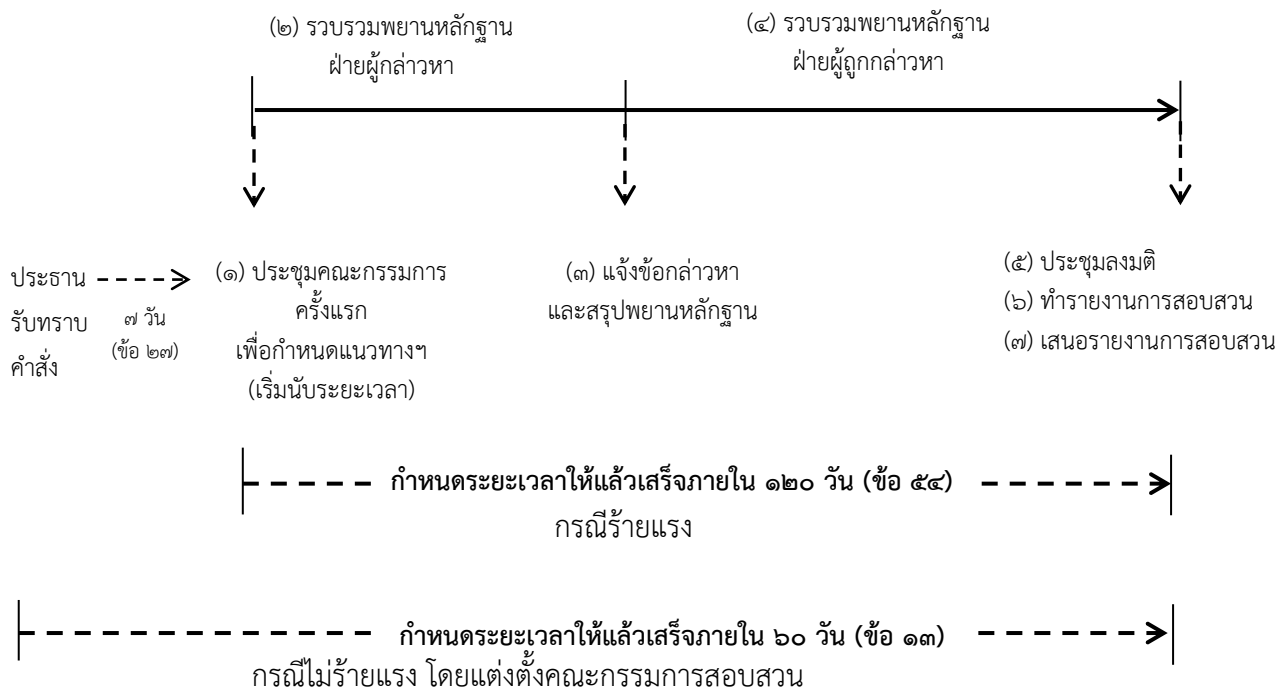 (๒) รวบรวมพยานหลักฐาน
ฝ่ายผู้กล่าวหา
(๔) รวบรวมพยานหลักฐาน
ฝ่ายผู้ถูกกล่าวหา
ประธาน
รับทราบ
คำสั่ง
๗ วัน
(ข้อ ๒๗)
(๑) ประชุมคณะกรรมการ
ครั้งแรก
เพื่อกำหนดแนวทางฯ
(เริ่มนับระยะเวลา)
(๓) แจ้งข้อกล่าวหา
และสรุปพยานหลักฐาน
(๕) ประชุมลงมติ
(๖) ทำรายงานการสอบสวน
(๗) เสนอรายงานการสอบสวน
กำหนดระยะเวลาให้แล้วเสร็จภายใน ๑๒๐ วัน (ข้อ ๕๔)
กรณีร้ายแรง
กำหนดระยะเวลาให้แล้วเสร็จภายใน ๖๐ วัน (ข้อ ๑๓)
กรณีไม่ร้ายแรง โดยแต่งตั้งคณะกรรมการสอบสวน